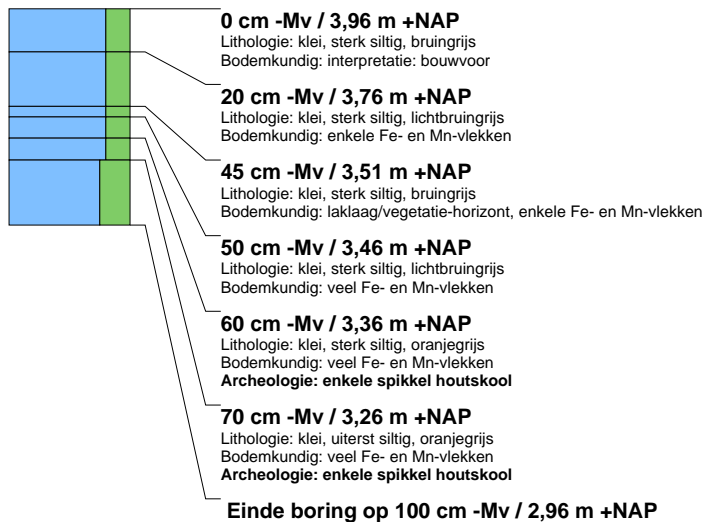 0 cm -Mv / 3,96 m +NAP
Lithologie: klei, sterk siltig, bruingrijs
Bodemkundig: interpretatie: bouwvoor
20 cm -Mv / 3,76 m +NAP
Lithologie: klei, sterk siltig, lichtbruingrijs
Bodemkundig: enkele Fe- en Mn-vlekken
45 cm -Mv / 3,51 m +NAP
Lithologie: klei, sterk siltig, bruingrijs
Bodemkundig: laklaag/vegetatie-horizont, enkele Fe- en Mn-vlekken
50 cm -Mv / 3,46 m +NAP
Lithologie: klei, sterk siltig, lichtbruingrijs
Bodemkundig: veel Fe- en Mn-vlekken
60 cm -Mv / 3,36 m +NAP
Lithologie: klei, sterk siltig, oranjegrijs
Bodemkundig: veel Fe- en Mn-vlekken
Archeologie: enkele spikkel houtskool
70 cm -Mv / 3,26 m +NAP
Lithologie: klei, uiterst siltig, oranjegrijs
Bodemkundig: veel Fe- en Mn-vlekken
Archeologie: enkele spikkel houtskool
Einde boring op 100 cm -Mv / 2,96 m +NAP